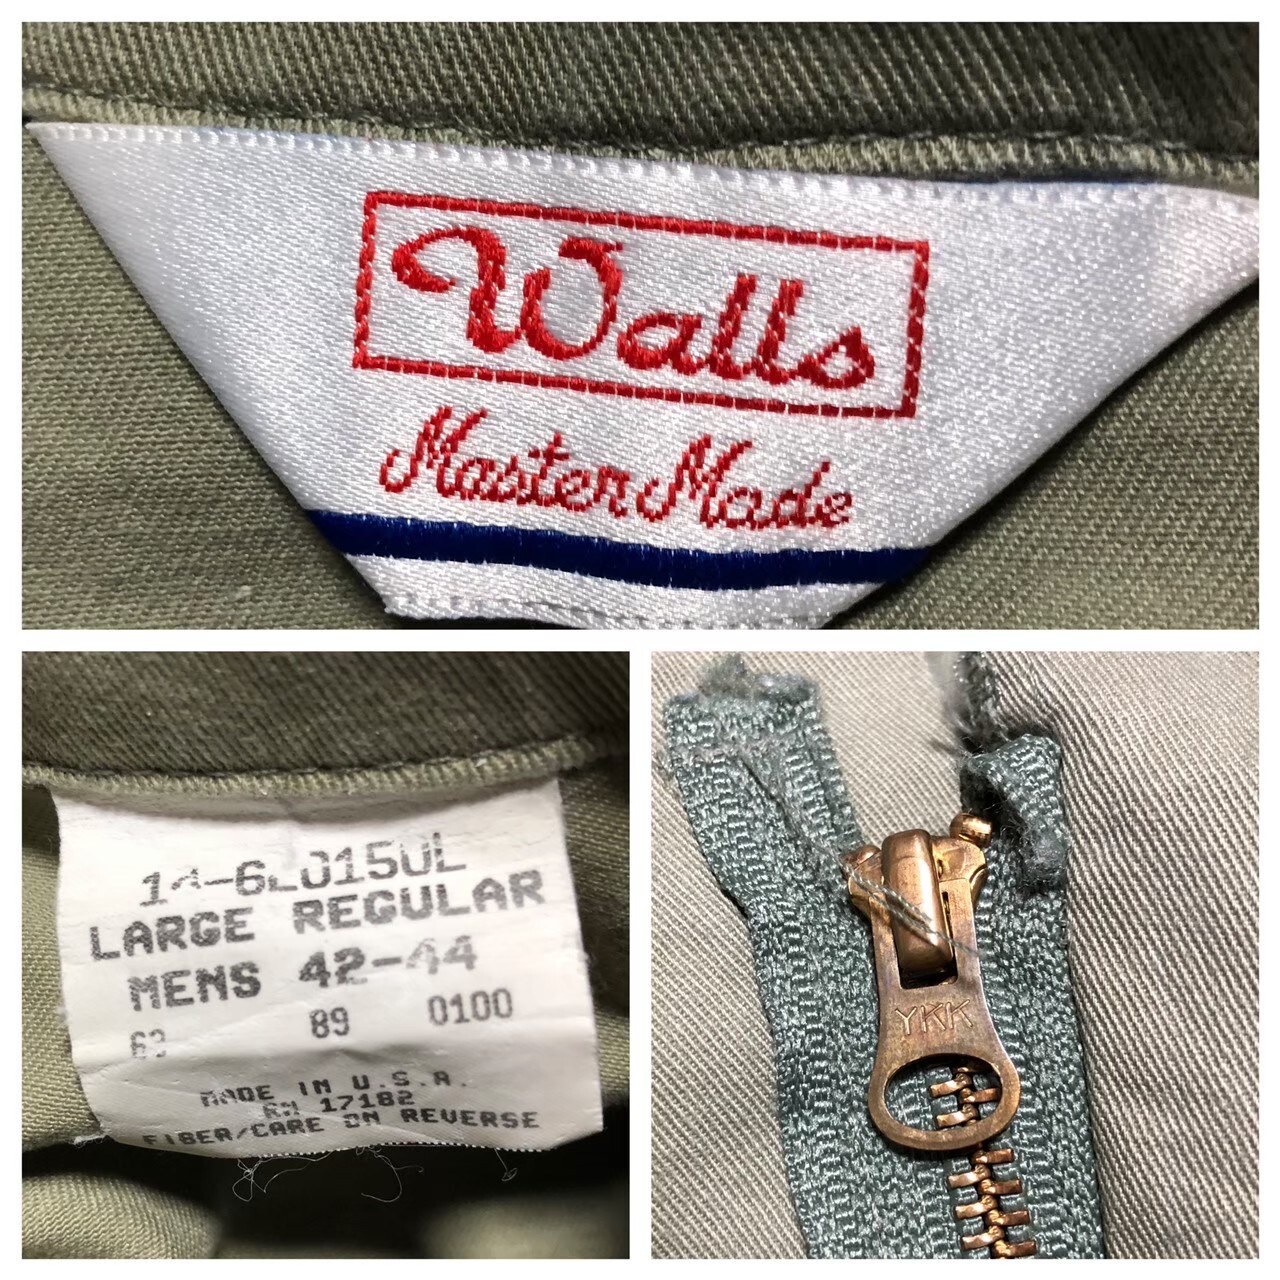 Walls
Master Made
LARGE REGULAR
MENS 42-44
89 0100
MADE IN U.S.A.
RN 17182
FIBER/CARE ON REVERSE
YKK